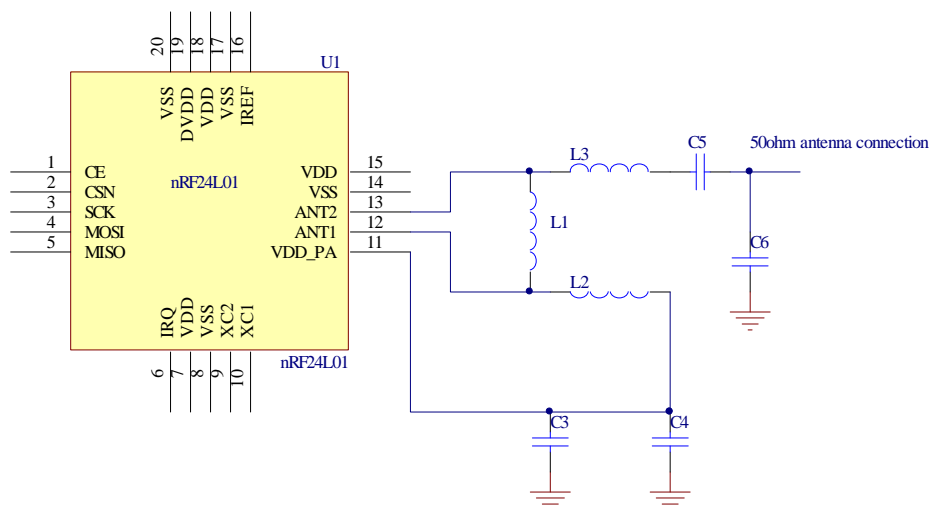 20 19 18 17 16
U1
VSS DVDD VDD VSS IREF
1 CE
2 CSN
3 SCK
4 MOSI
5 MISO
nRF24L01
VDD 15
VSS 14
ANT2 13
ANT1 12
VDD_PA 11
IRQ VDD VSS XC2 XC1
6 7 8 9 10
nRF24L01
L3
C5
50ohm antenna connection
L1
C6
L2
C3
C4